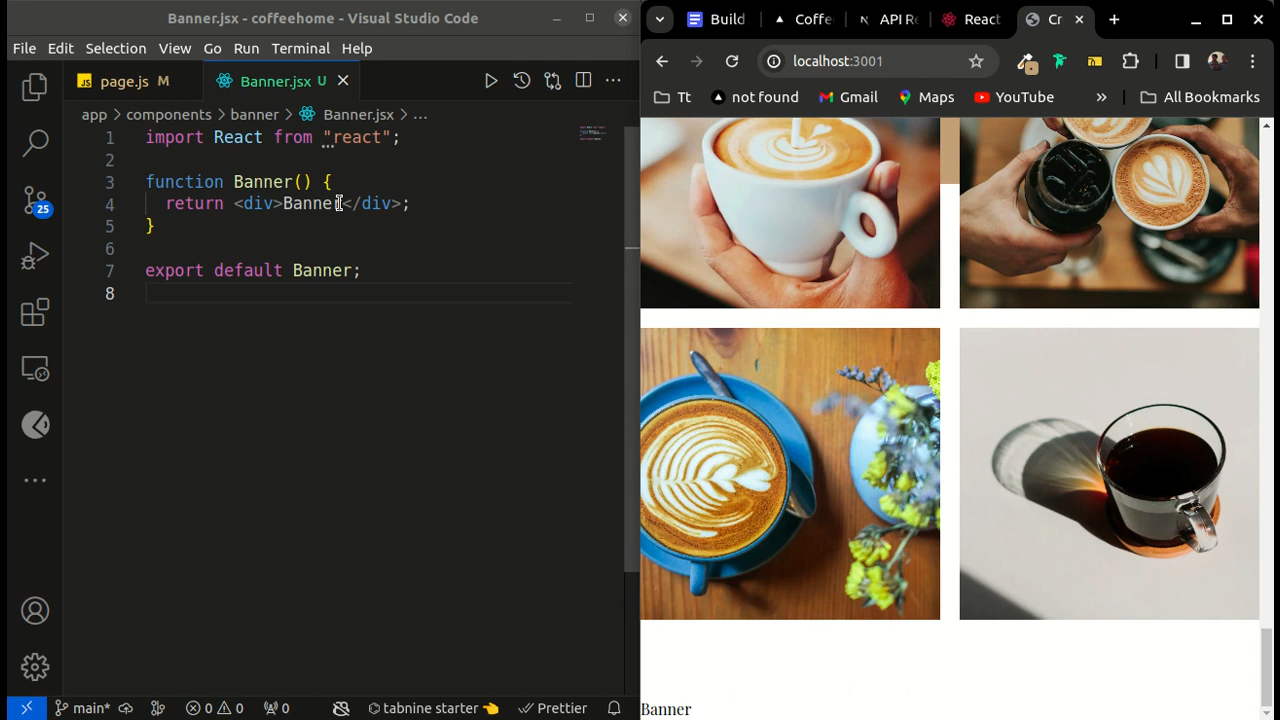 Banner.jsx - coffeehome - Visual Studio Code
File Edit Selection View Go Run Terminal Help
page.js M
Banner.jsx U
app > components > banner > Banner.jsx > ...
1 import React from "react";
2
3 function Banner() {
4 return <div>Banner</div>;
5 }
6
7 export default Banner;
8
25
main*
0 0
0
tabnine starter
Prettier
Build
Coffe
API Re
React
Cr
localhost:3001
Tt
not found
Gmail
Maps
YouTube
»
All Bookmarks
Banner